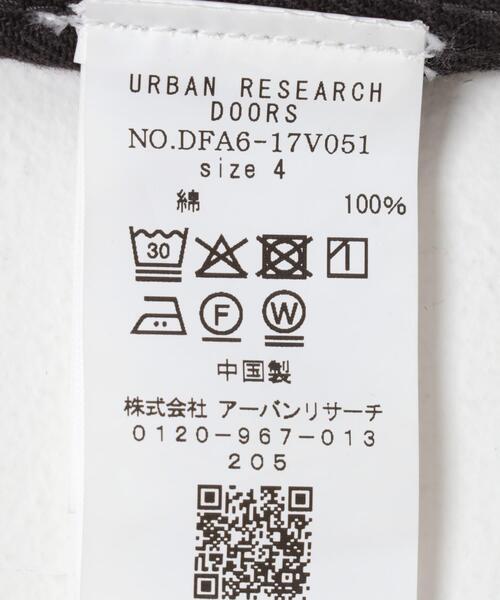 URBAN RESEARCH
DOORS
NO.DFA6-17V051
size 4
綿 100%
30
F W
中国製
株式会社 アーバンリサーチ
0120-967-013
205